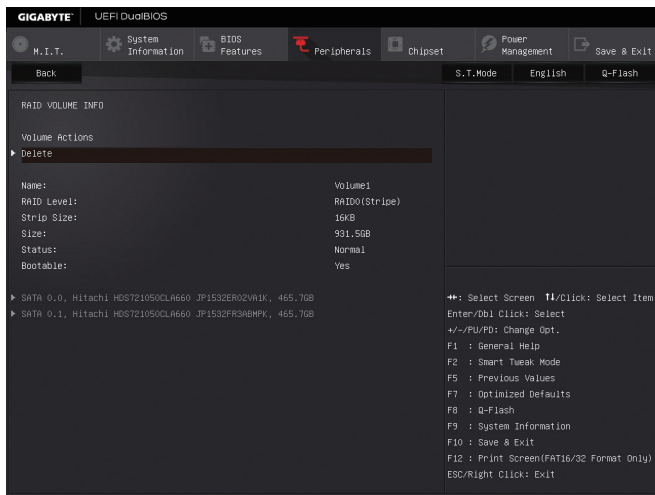 GIGABYTE™ UEFI DualBIOS
M.I.T.
System Information
BIOS Features
Peripherals
Chipset
Power Management
Save & Exit
Back
S.T.Mode English Q-Flash
RAID VOLUME INFO
Volume Actions
Delete
Name: Volume1
RAID Level: RAID0(Stripe)
Strip Size: 16KB
Size: 931.5GB
Status: Normal
Bootable: Yes
SATA 0.0, Hitachi HDS721050CLA660 JP1532ER02VA1K, 465.7GB
SATA 0.1, Hitachi HDS721050CLA660 JP1532FR3ABMPK, 465.7GB
→←: Select Screen ↑↓/Click: Select Item
Enter/Dbl Click: Select
+/-/PU/PD: Change Opt.
F1 : General Help
F2 : Smart Tweak Mode
F5 : Previous Values
F7 : Optimized Defaults
F8 : Q-Flash
F9 : System Information
F10 : Save & Exit
F12 : Print Screen(FAT16/32 Format Only)
ESC/Right Click: Exit